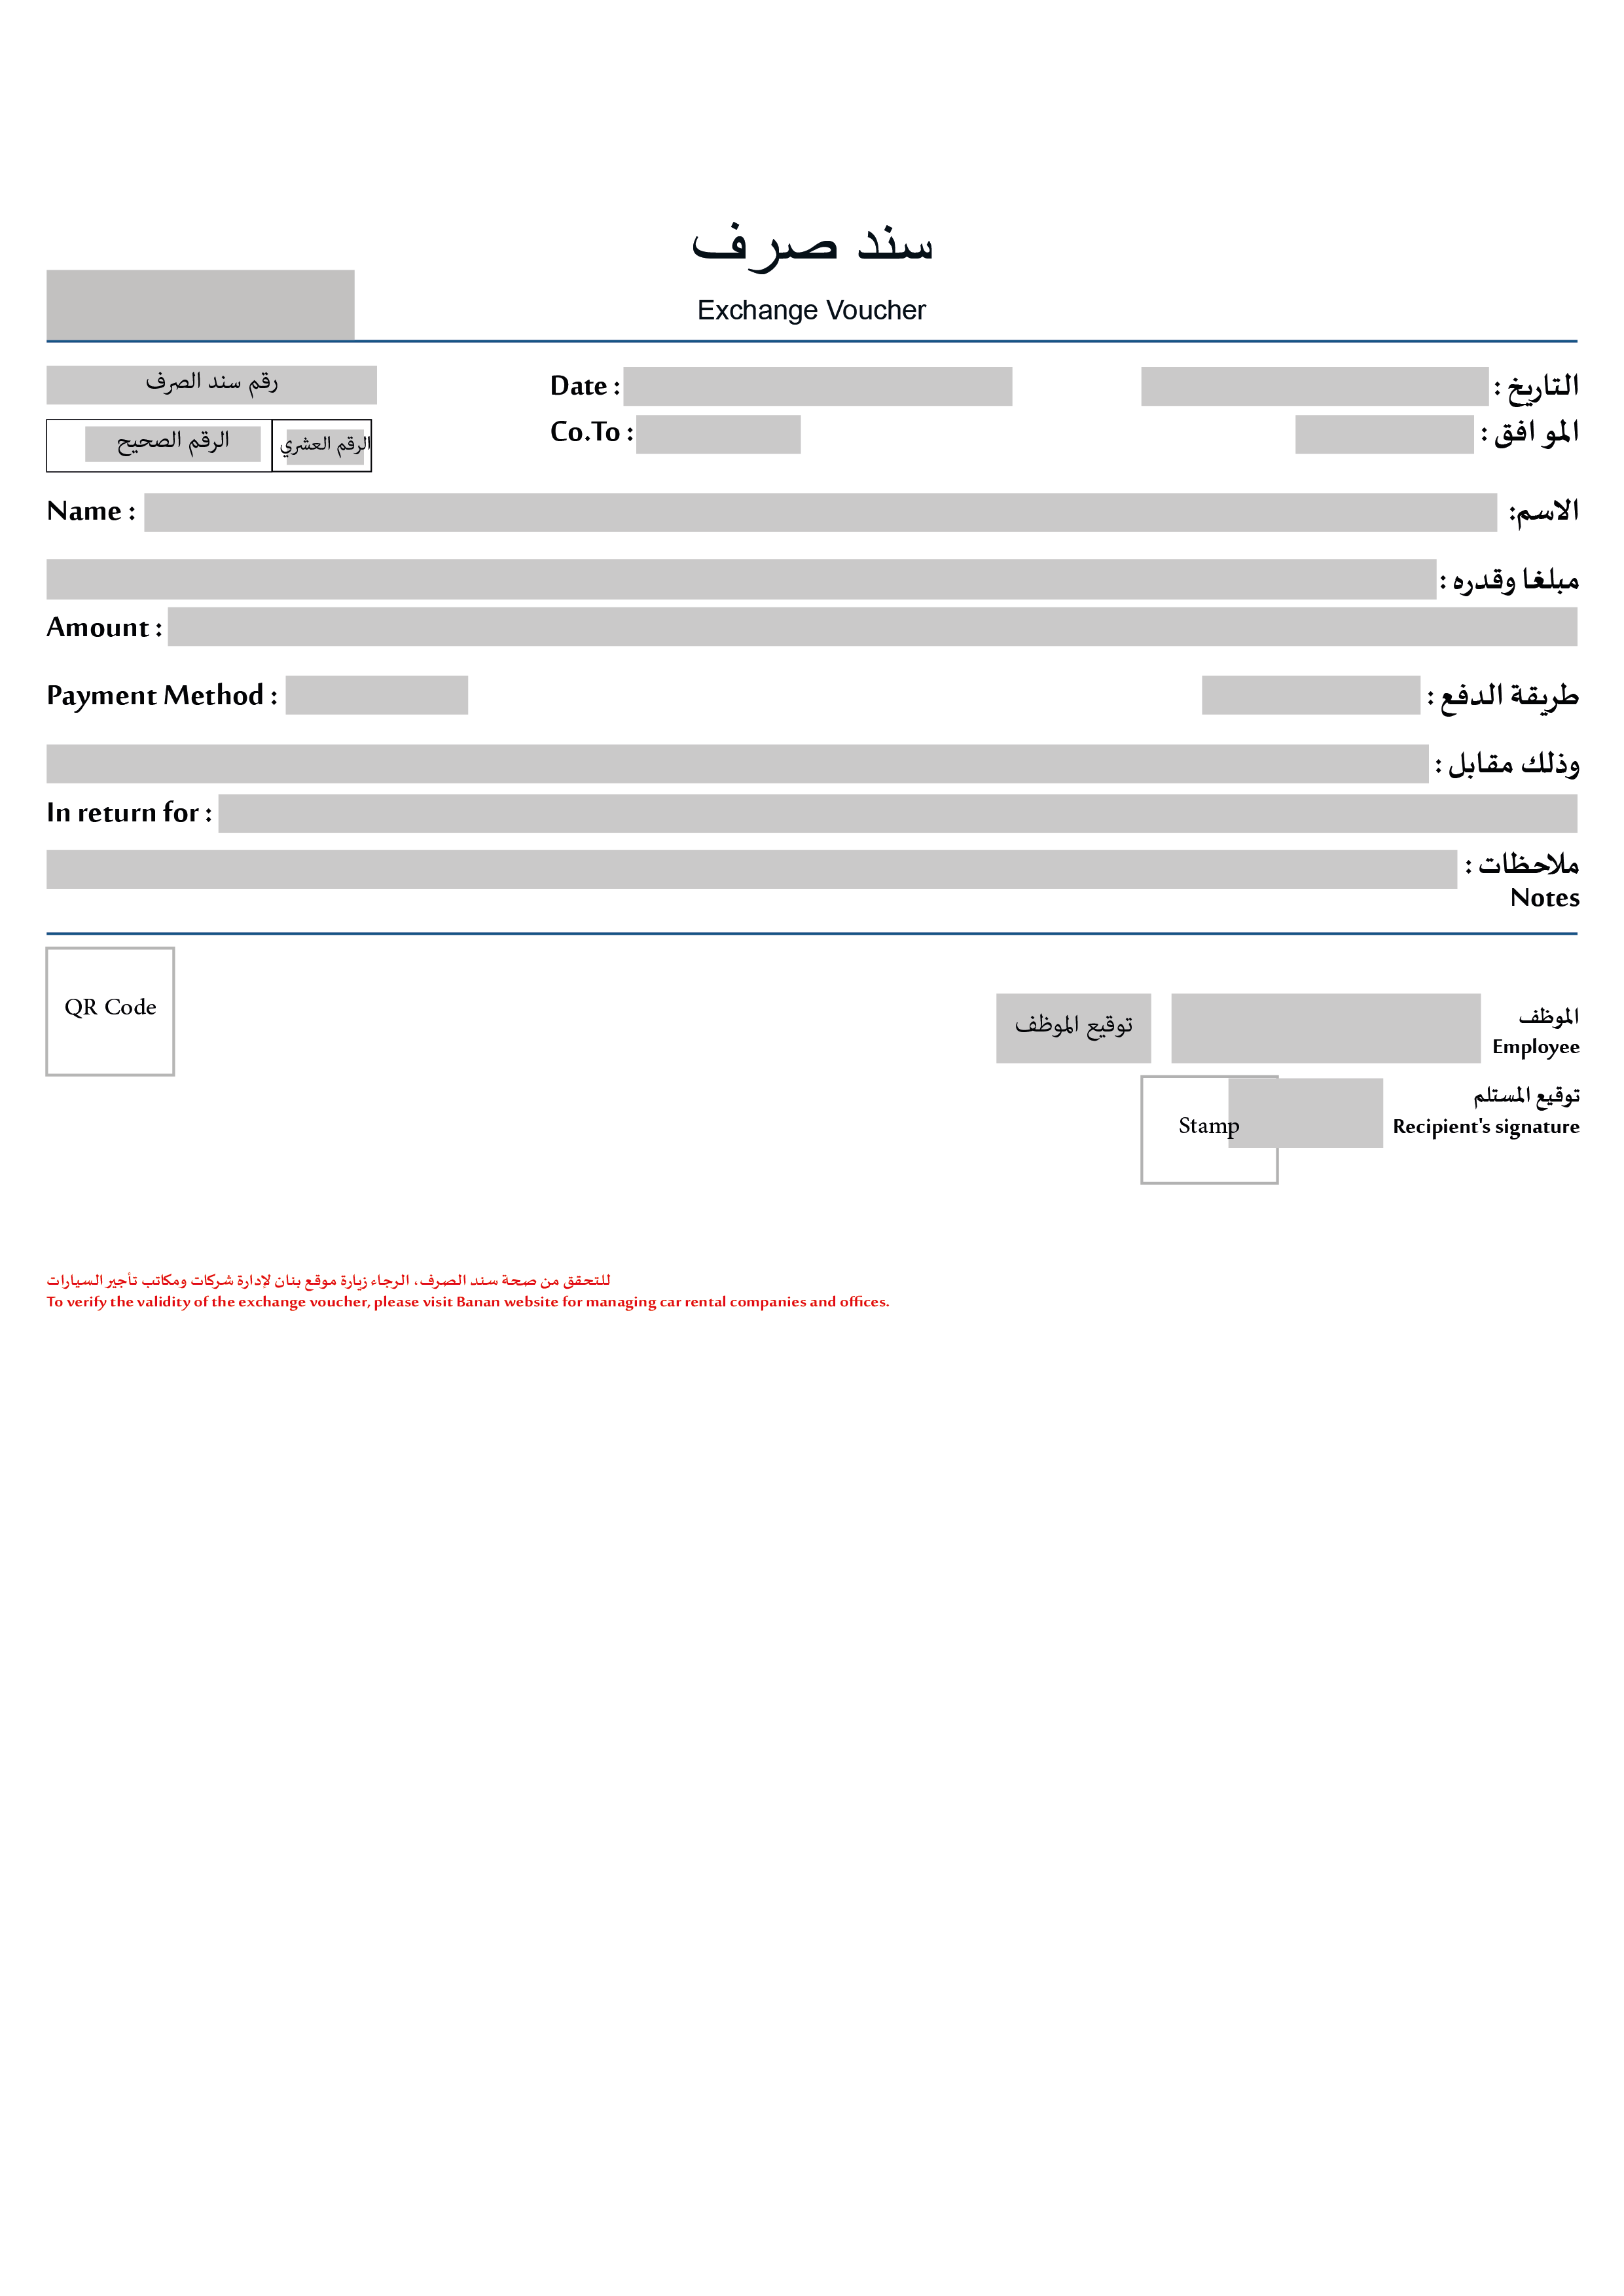 سند صرف
Exchange Voucher
رقم سند الصرف
Date :
التاريخ :
الرقم الصحيح
الرقم العشري
Co.To :
الموافق :
Name :
الاسم:
مبلغا وقدره :
Amount :
Payment Method :
طريقة الدفع :
وذلك مقابل :
In return for :
ملاحظات :
Notes
QR Code
توقيع الموظف
الموظف
Employee
توقيع المستلم
Stamp
Recipient's signature
للتحقق من صحة سند الصرف، الرجاء زيارة موقع بنان لإدارة شركات ومكاتب تأجير السيارات
To verify the validity of the exchange voucher, please visit Banan website for managing car rental companies and offices.